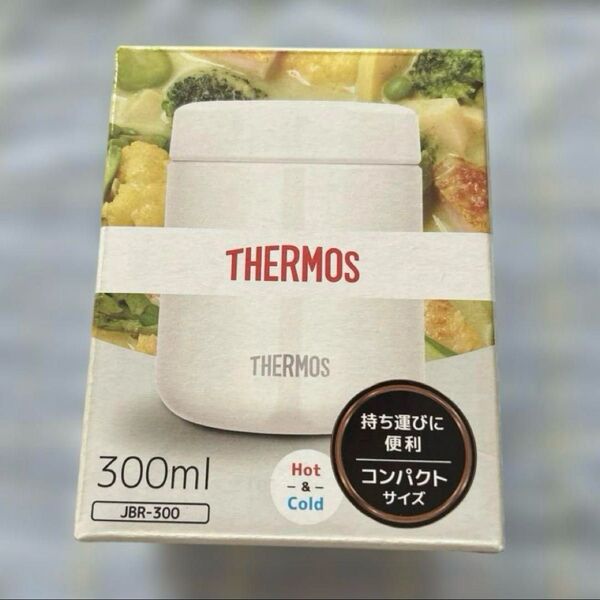 THERMOS
THERMOS
持ち運びに
便利
コンパクト
サイズ
300ml
JBR-300
Hot
- & -
Cold